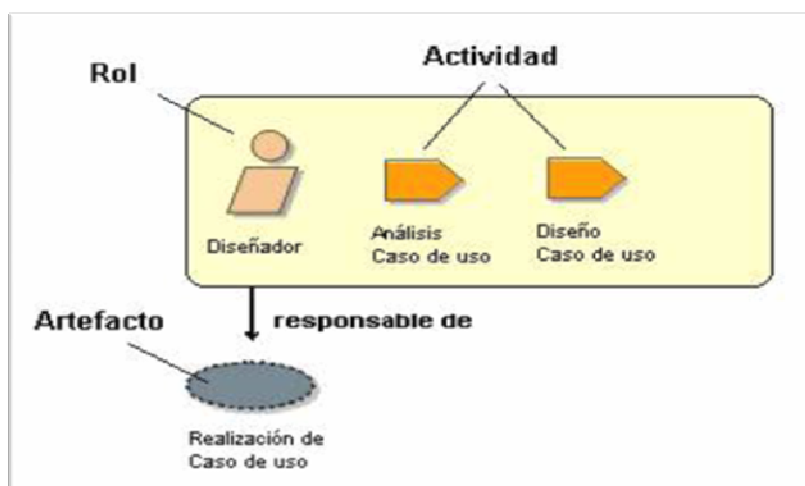 Actividad
Rol
Diseñador
Análisis
Caso de uso
Diseño
Caso de uso
Artefacto
responsable de
Realización de
Caso de uso